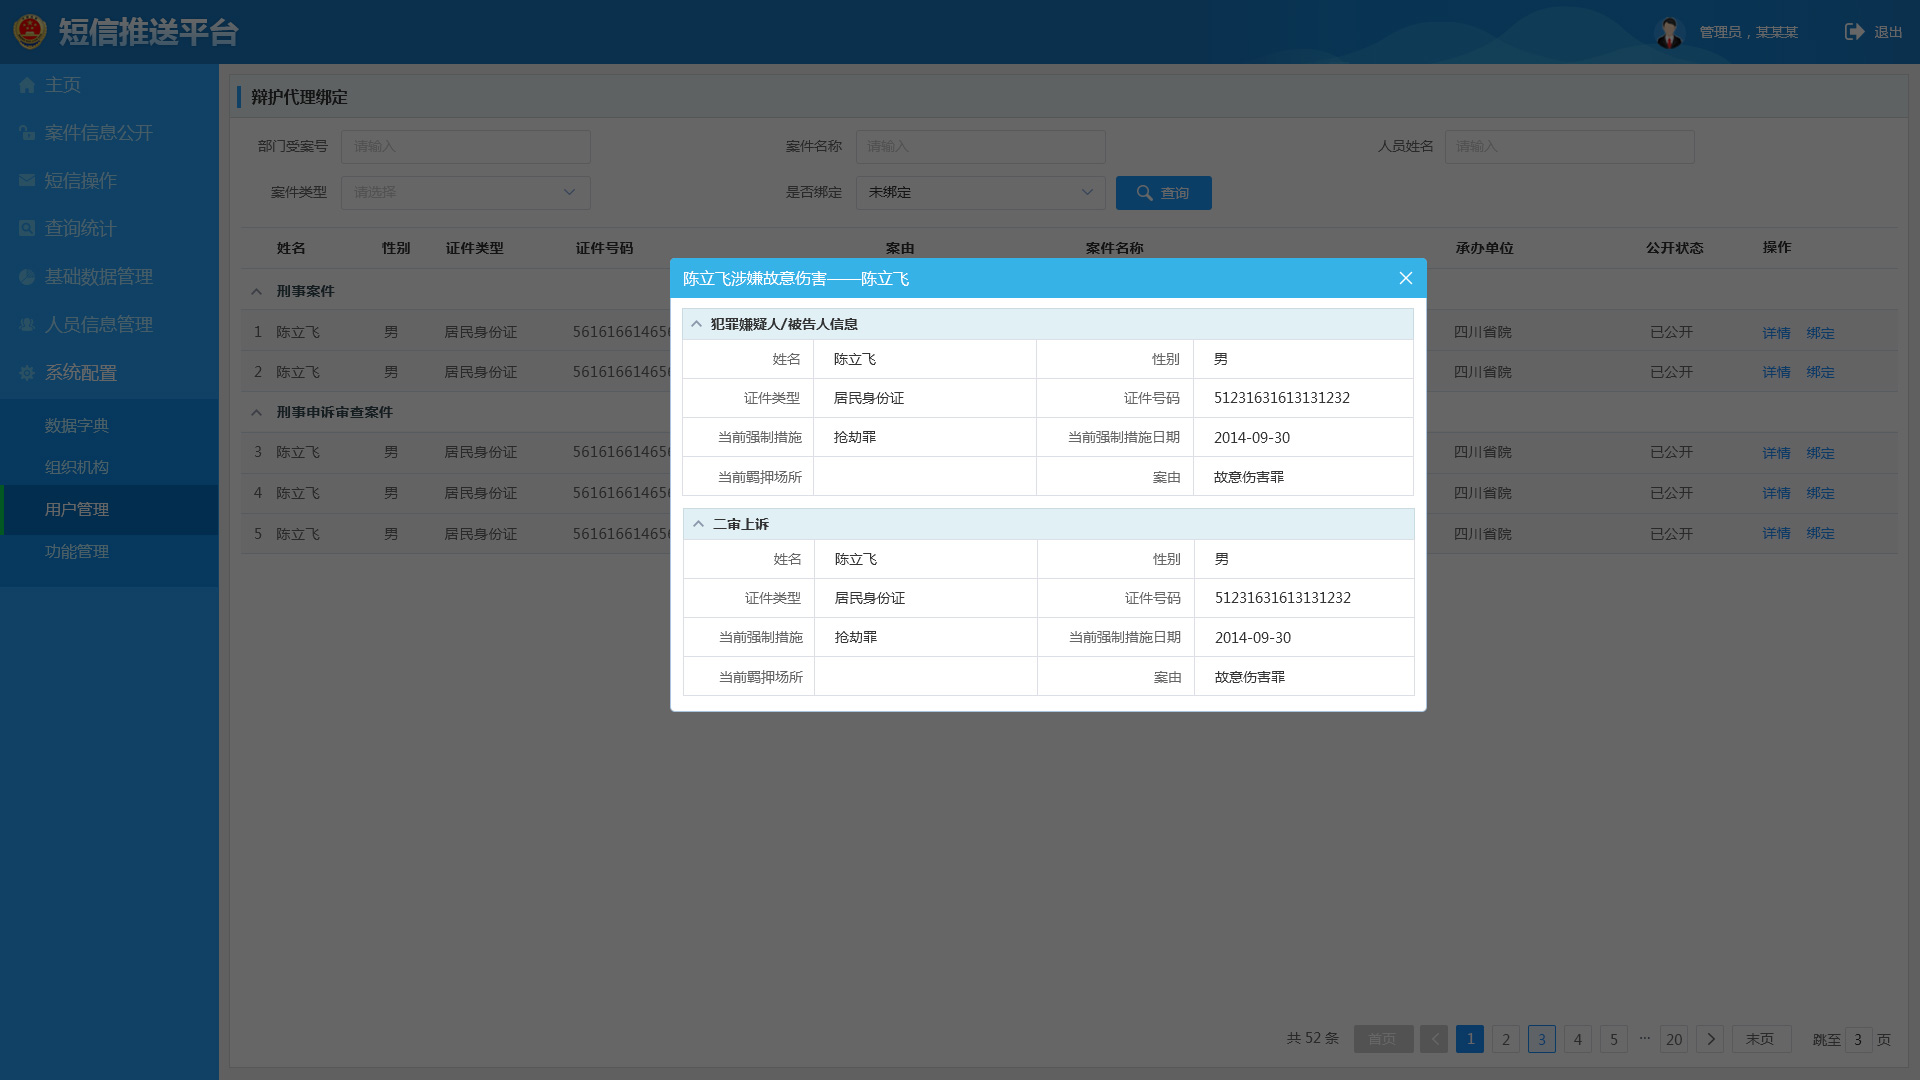 短信推送平台
管理员，某某某
退出
主页
案件信息公开
短信操作
查询统计
基础数据管理
人员信息管理
系统配置
数据字典
组织机构
用户管理
功能管理
辩护代理绑定
部门受案号 请输入 案件名称 请输入 人员姓名 请输入
案件类型 请选择 是否绑定 未绑定 查询
姓名 性别 证件类型 证件号码 案由 案件名称 承办单位 公开状态 操作
刑事案件
1 陈立飞 男 居民身份证 561616614656 四川省院 已公开 详情 绑定
2 陈立飞 男 居民身份证 561616614656 四川省院 已公开 详情 绑定
刑事申诉审查案件
3 陈立飞 男 居民身份证 561616614656 四川省院 已公开 详情 绑定
4 陈立飞 男 居民身份证 561616614656 四川省院 已公开 详情 绑定
5 陈立飞 男 居民身份证 561616614656 四川省院 已公开 详情 绑定
陈立飞涉嫌故意伤害——陈立飞
犯罪嫌疑人/被告人信息
姓名 陈立飞 性别 男
证件类型 居民身份证 证件号码 51231631613131232
当前强制措施 抢劫罪 当前强制措施日期 2014-09-30
当前羁押场所 案由 故意伤害罪
二审上诉
姓名 陈立飞 性别 男
证件类型 居民身份证 证件号码 51231631613131232
当前强制措施 抢劫罪 当前强制措施日期 2014-09-30
当前羁押场所 案由 故意伤害罪
共 52 条 首页 1 2 3 4 5 ··· 20 末页 跳至 3 页